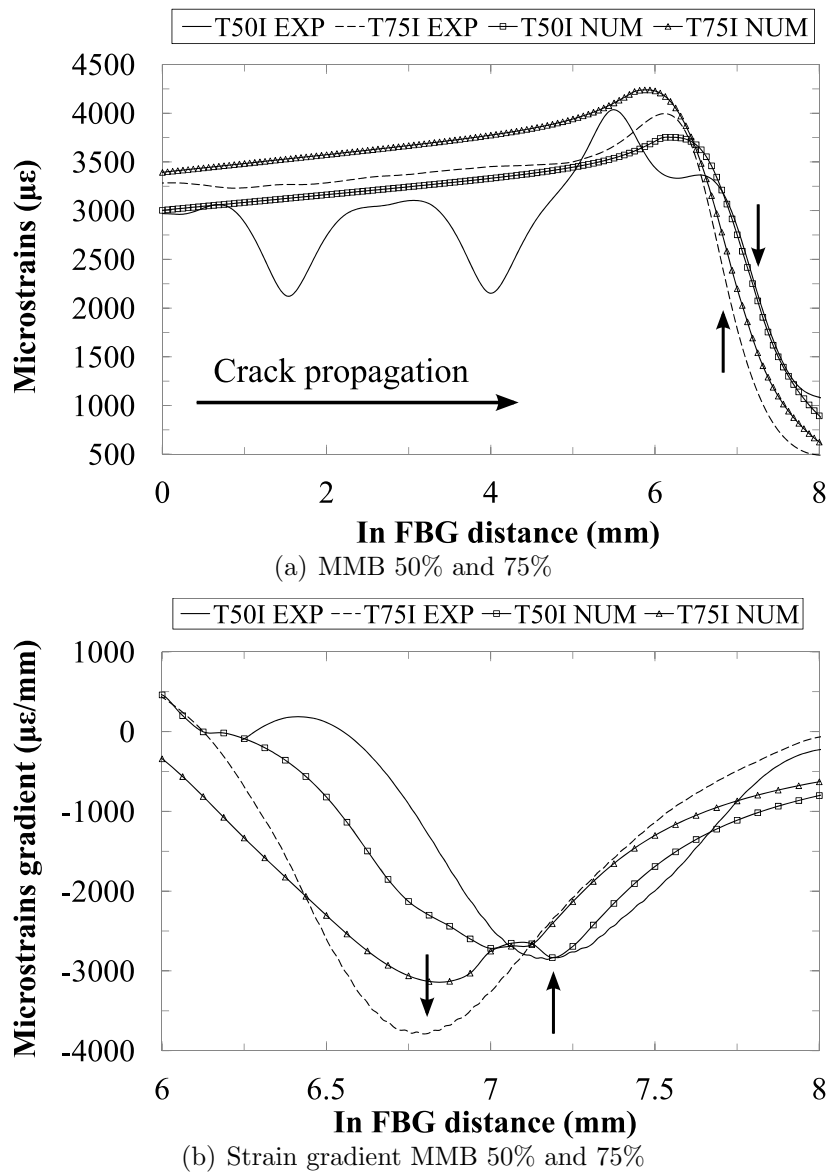 T50I EXP T75I EXP T50I NUM T75I NUM
4500
4000
3500
3000
2500
2000
1500
1000
500
Microstrains (με)
Crack propagation
0 2 4 6 8
In FBG distance (mm)
(a) MMB 50% and 75%
T50I EXP T75I EXP T50I NUM T75I NUM
1000
0
-1000
-2000
-3000
-4000
Microstrains gradient (με/mm)
6 6.5 7 7.5 8
In FBG distance (mm)
(b) Strain gradient MMB 50% and 75%